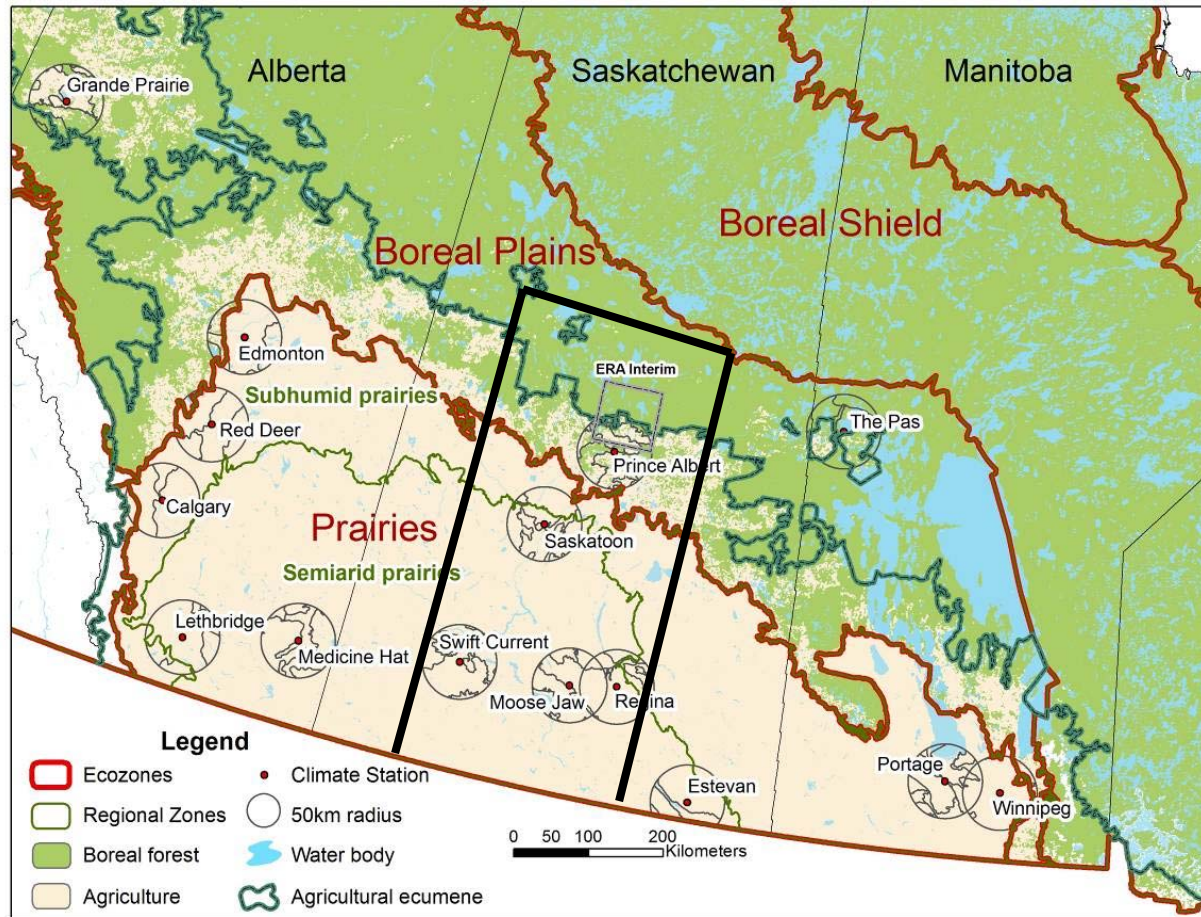 Alberta
Saskatchewan
Manitoba
Grande Prairie
Boreal Shield
Boreal Plains
Edmonton
ERA Interim
Subhumid prairies
Red Deer
The Pas
Prince Albert
Calgary
Prairies
Saskatoon
Semiarid prairies
Lethbridge
Swift Current
Medicine Hat
Moose Jaw
Regina
Legend
Portage
Ecozones
Climate Station
Estevan
Winnipeg
Regional Zones
50km radius
0 50 100 200
Kilometers
Boreal forest
Water body
Agriculture
Agricultural ecumene